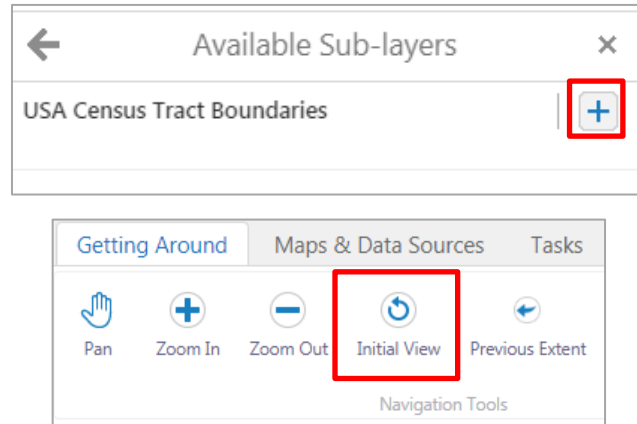 Available Sub-layers
USA Census Tract Boundaries
Getting Around Maps & Data Sources Tasks
Pan Zoom In Zoom Out Initial View Previous Extent
Navigation Tools